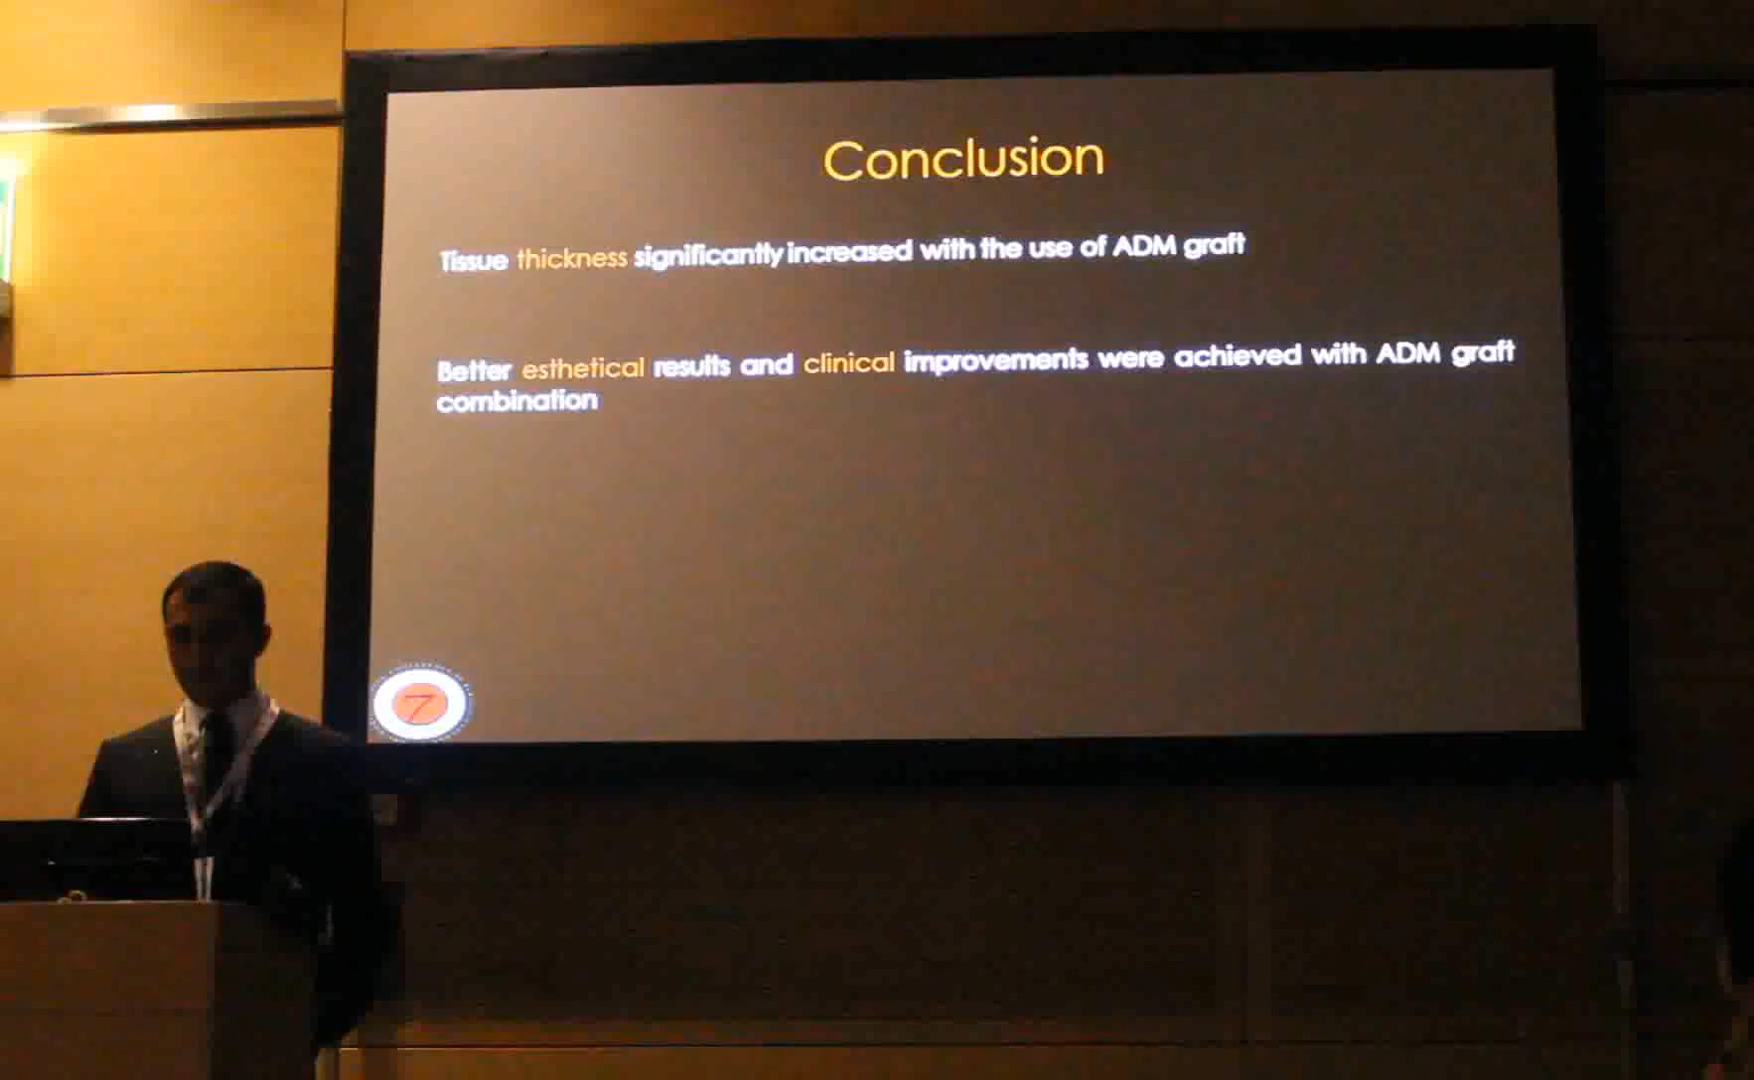 Conclusion
Tissue thickness significantly increased with the use of ADM graft
Better esthetical results and clinical improvements were achieved with ADM graft
combination
7